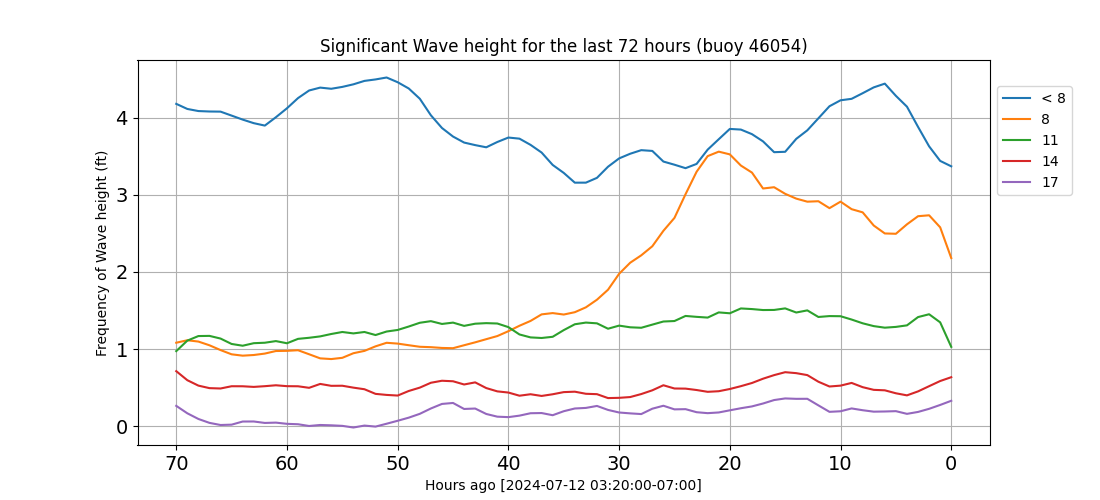 Significant Wave height for the last 72 hours (buoy 46054)
Frequency of Wave height (ft)
4
3
2
1
0
70 60 50 40 30 20 10 0
Hours ago [2024-07-12 03:20:00-07:00]
< 8
8
11
14
17